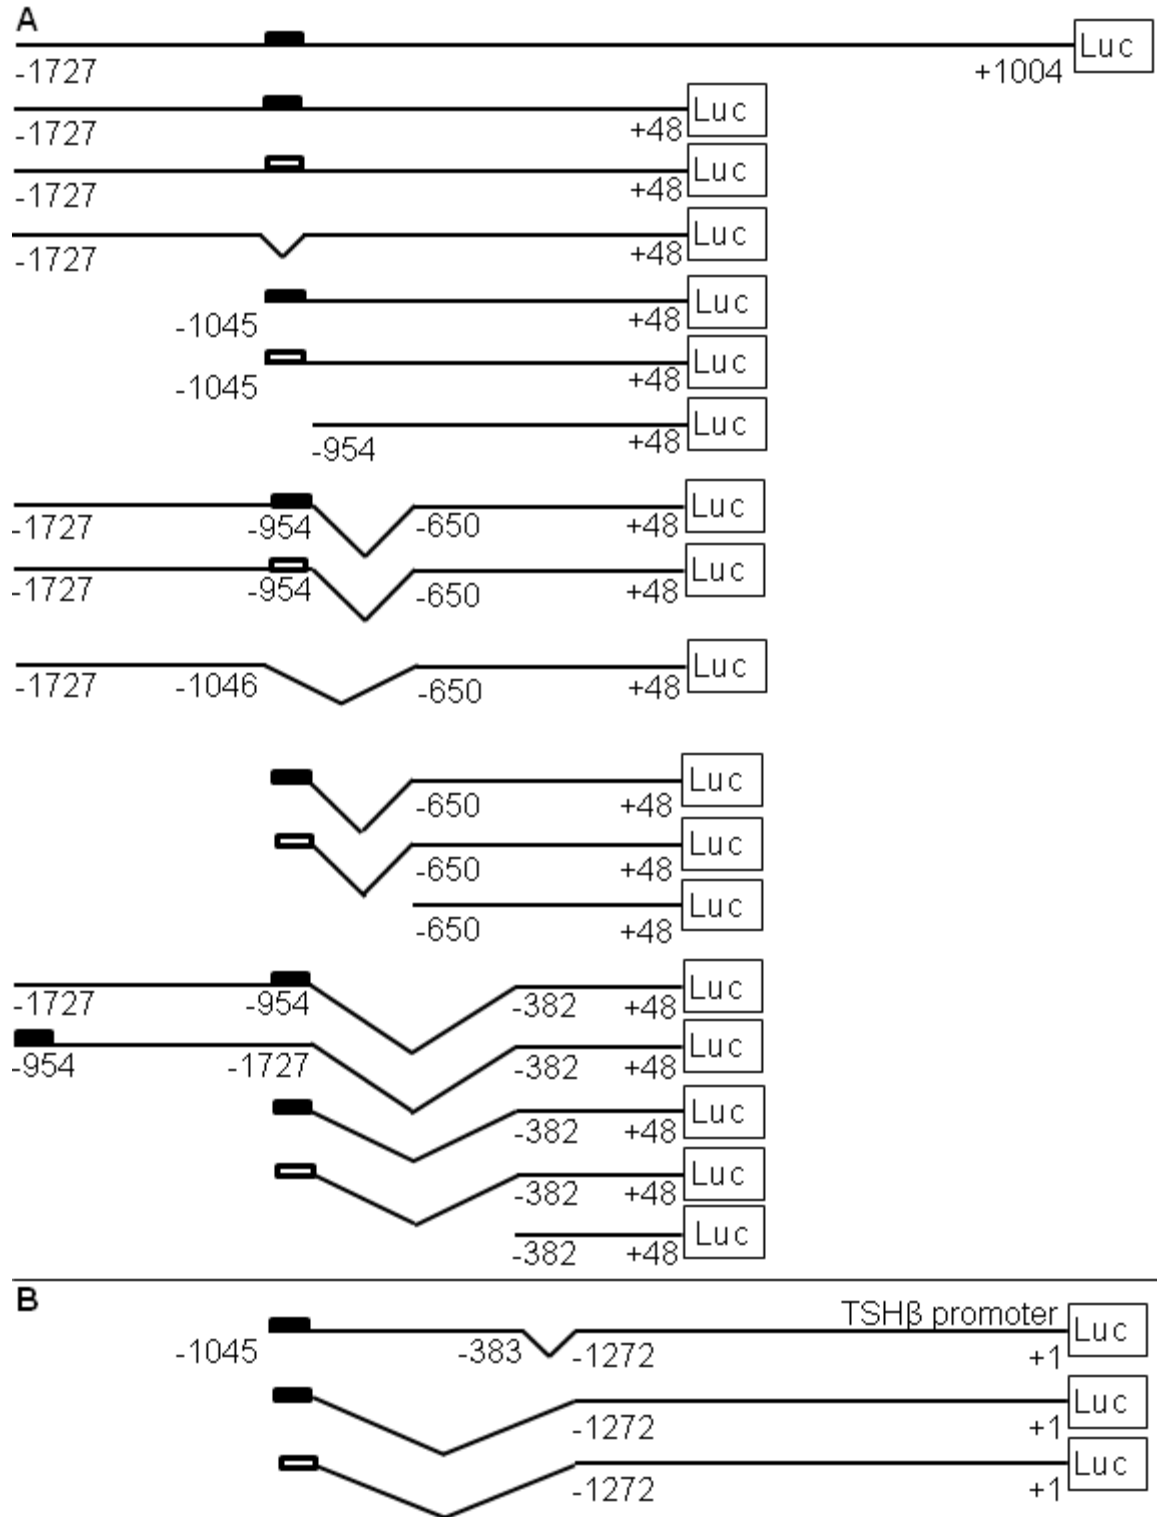 A
Luc
-1727 +1004
Luc
-1727 +48
Luc
-1727 +48
Luc
-1727 +48
Luc
-1045 +48
Luc
-1045 +48
Luc
-954 +48
Luc
-1727 -954 -650 +48
Luc
-1727 -954 -650 +48
Luc
-1727 -1046 -650 +48
Luc
-650 +48
Luc
-650 +48
Luc
-650 +48
Luc
-1727 -954 -382 +48
Luc
-954 -1727 -382 +48
Luc
-382 +48
Luc
-382 +48
Luc
-382 +48
B
TSHβ promoter
Luc
-1045 -383 -1272 +1
Luc
-1272 +1
Luc
-1272 +1